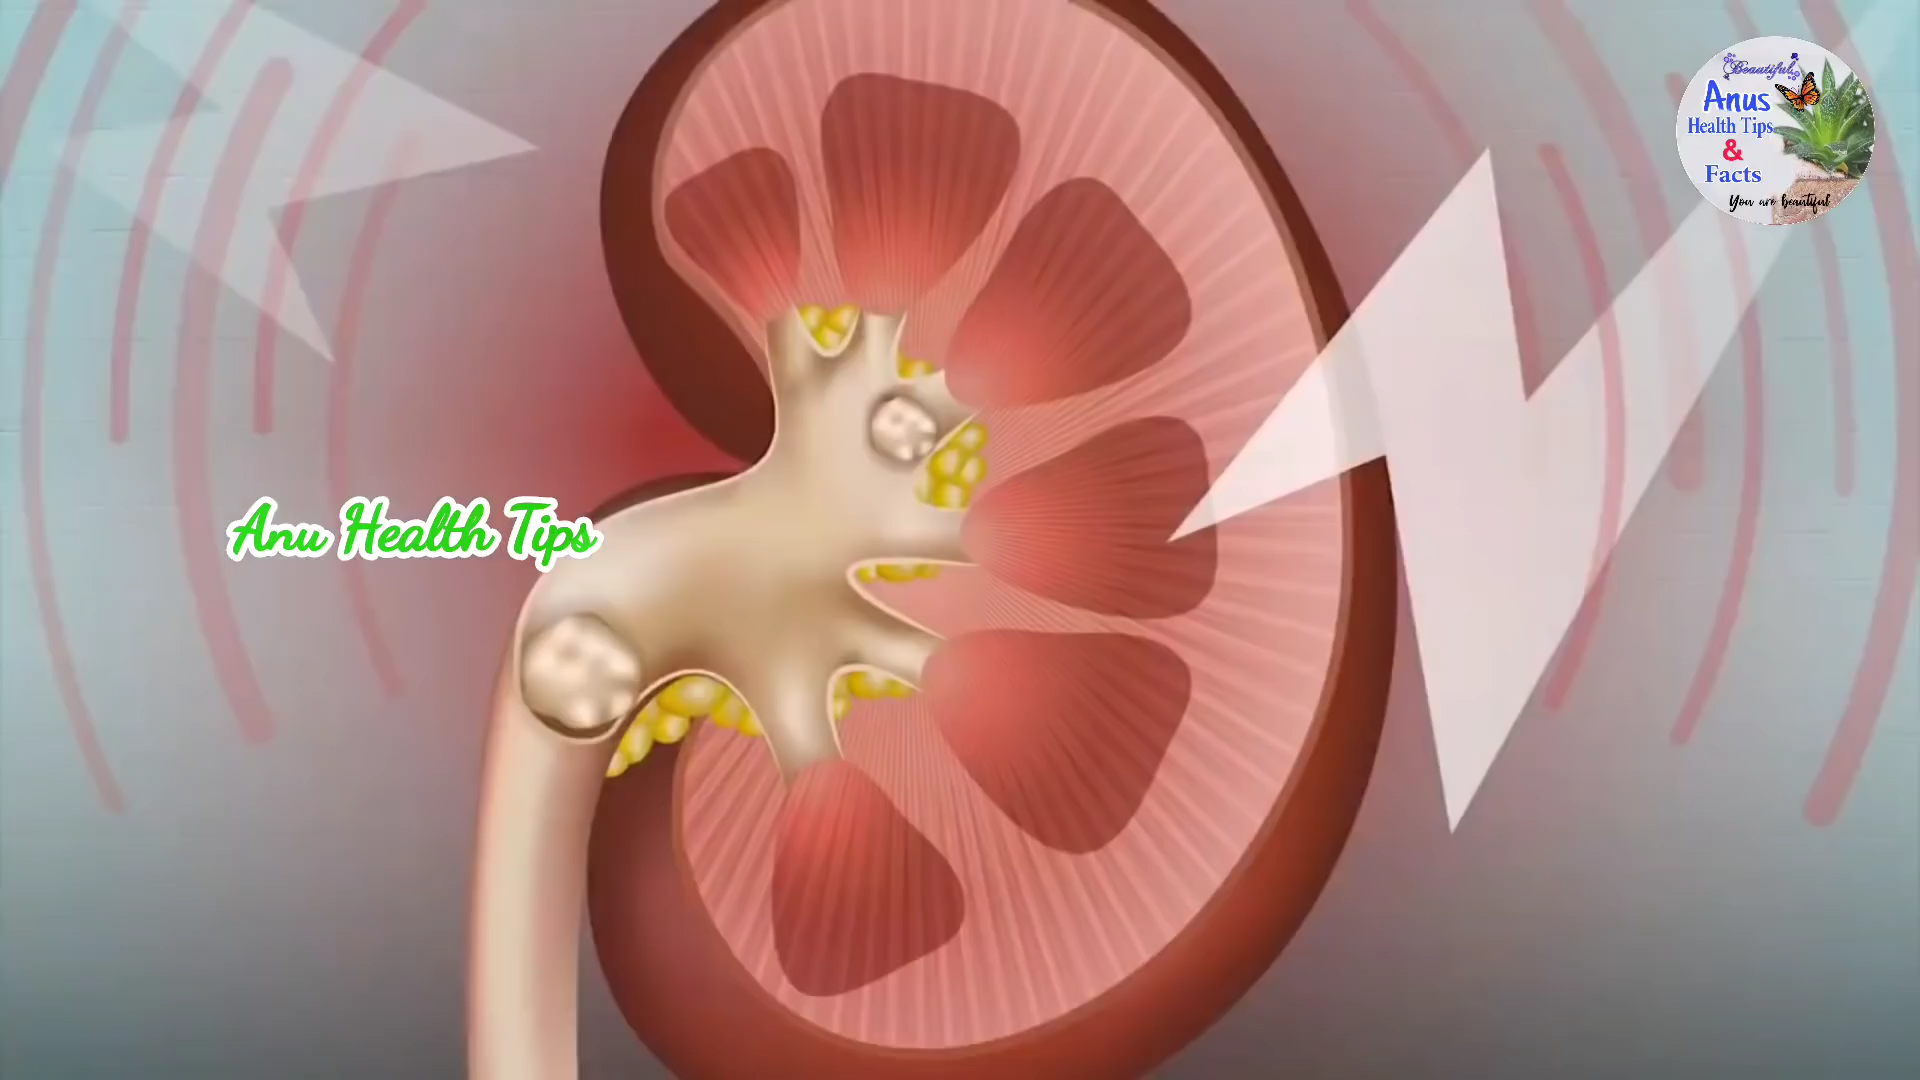 Beautiful
Anus
Health Tips
&
Facts
You are beautiful
Anu Health Tips